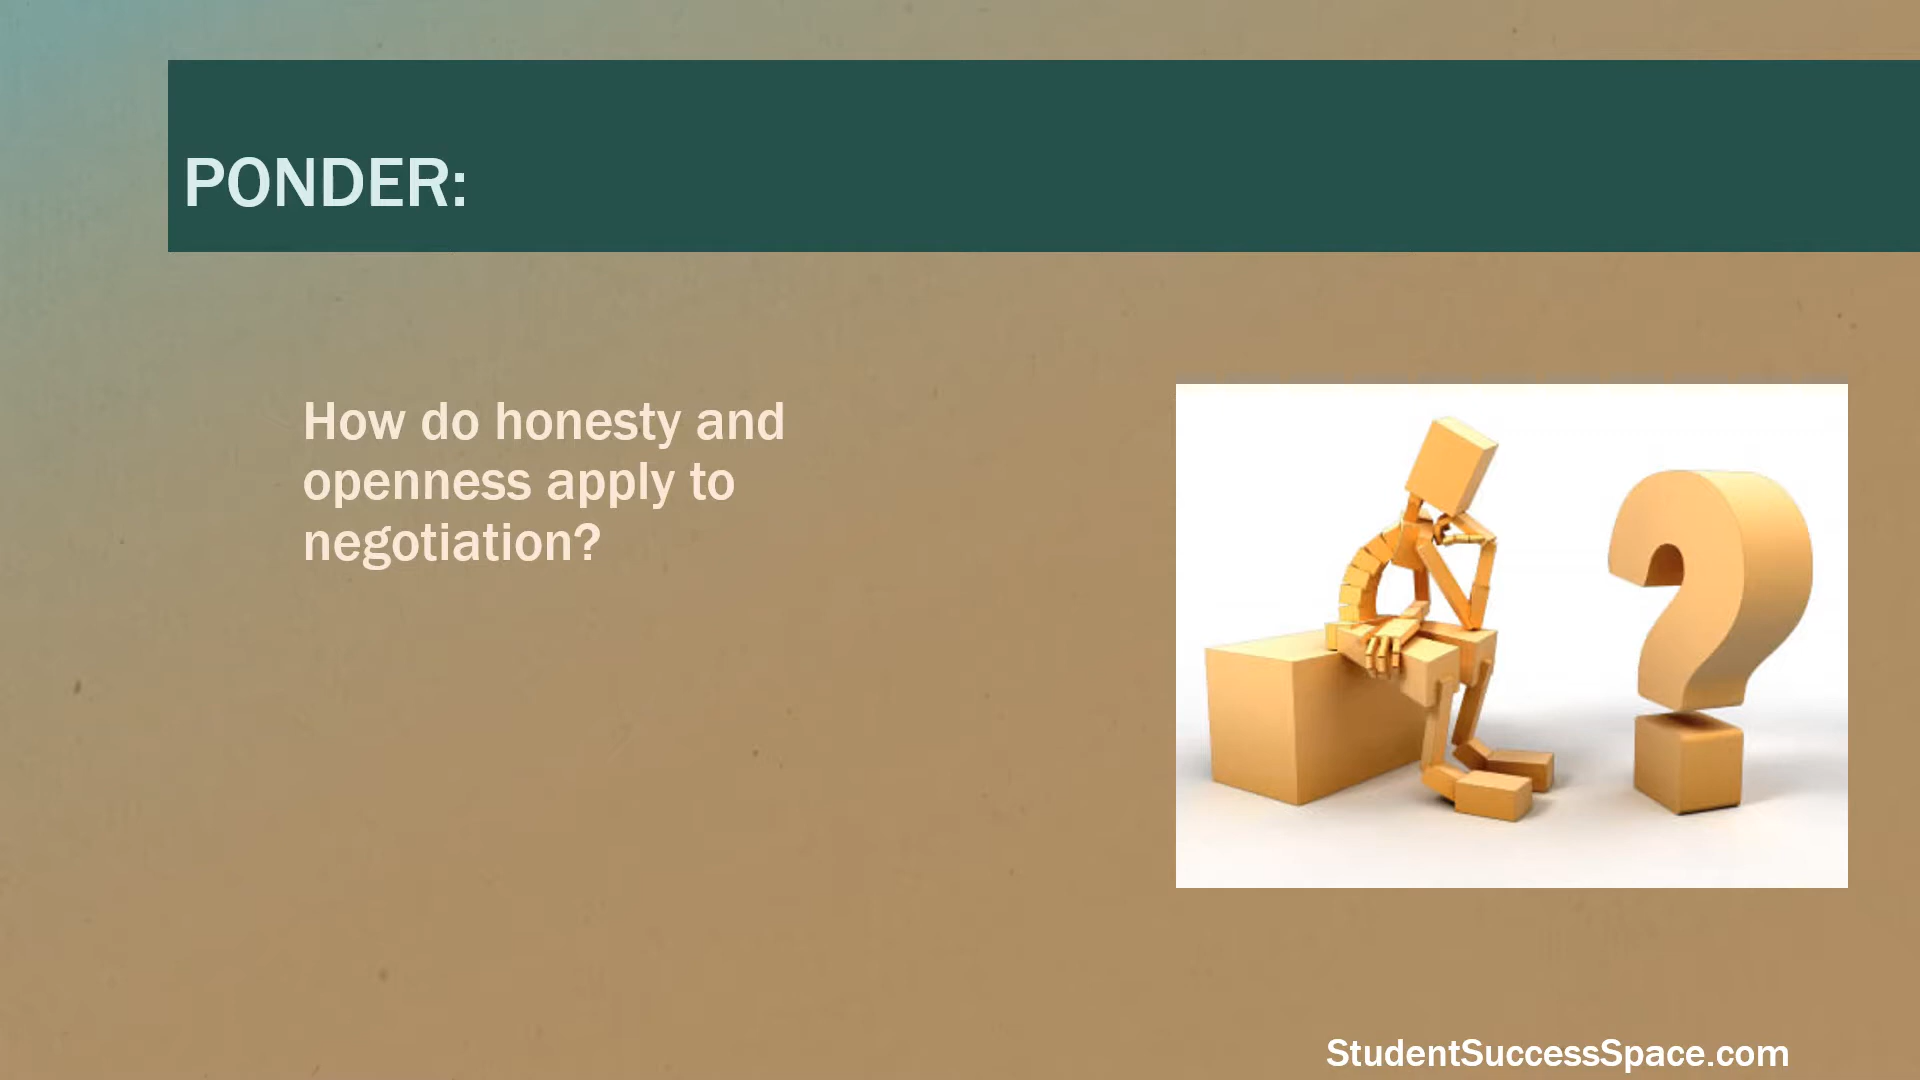 PONDER:
How do honesty and
openness apply to
negotiation?
StudentSuccessSpace.com